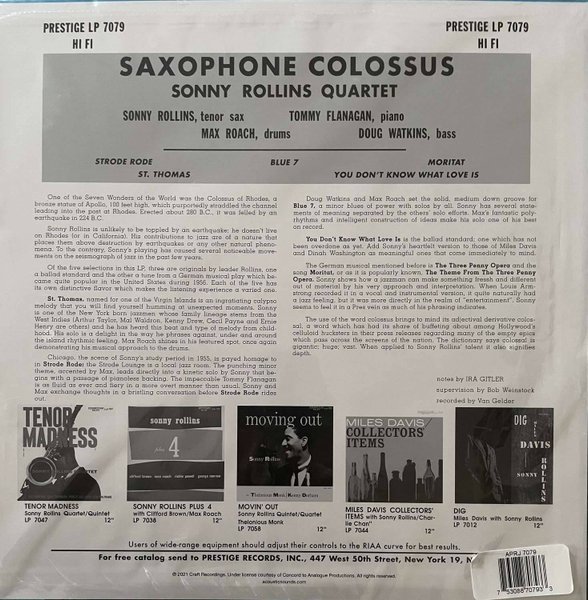 PRESTIGE LP 7079
HI FI
PRESTIGE LP 7079
HI FI
SAXOPHONE COLOSSUS
SONNY ROLLINS QUARTET
SONNY ROLLINS, tenor sax
TOMMY FLANAGAN, piano
MAX ROACH, drums
DOUG WATKINS, bass
STRODE RODE
BLUE 7
MORITAT
ST. THOMAS
YOU DON'T KNOW WHAT LOVE IS
One of the Seven Wonders of the World was the Colossus of Rhodes, a
bronze statue of Apollo, 100 feet high, which purportedly straddled the channel
leading into the post at Rhodes. Erected about 280 B.C., it was felled by an
earthquake in 224 B.C.
Sonny Rollins is unlikely to be toppled by an earthquake: he doesn't live
on Rhodes (or in California). His contributions to jazz are of a nature that
places them above destruction by earthquakes or any other natural pheno-
mena. To the contrary, Sonny's playing has caused several noticeable moves
on the seismograph of jazz in the past few years.
Of the five selections in this LP, three are originals by leader Rollins, one
a ballad standard and the other a tune from a German musical play which be-
came quite popular in the United States during 1956. Each of the five has
its own distinctive flavor which makes the listening experience a varied one.
St. Thomas, named for one of the Virgin Islands is an ingratiating calypso
melody that you will find yourself humming at unexpected moments. Sonny
is one of the New York born jazzmen whose family lineage stems from the
West Indies (Arthur Taylor, Mal Waldron, Kenny Drew, Cecil Payne and Ernie
Henry are others) and he has heard this beat and type of melody from child-
hood. His solo is a delight in the way he phrases against, under and around
the island rhythmic feeling. Max Roach shines in his featured spot, once again
demonstrating his musical approach to the drums.
Chicago, the scene of Sonny's study period in 1955, is payed homage to
in Strode Rode; the Strode Lounge is a local jazz room. The punching minor
theme, accented by Max, leads directly into a kinetic solo by Sonny that be-
gins with a passage of pianoless backing. The impeccable Tommy Flanagan
is as fluid as ever and fiery in a more overt manner than usual. Sonny and
Max exchange thoughts in a bristling conversation before Strode Rode rides
out.
Doug Watkins and Max Roach set the solid, medium down groove for
Blue 7, a minor blues of power with solos by all. Sonny has several state-
ments of meaning separated by the others' solo efforts. Max's fantastic poly-
rhythms and intelligent construction of ideas make his solo one of his best
on record.
You Don't Know What Love Is is the ballad standard; one which has not
been overdone as yet. Add Sonny's heartfelt version to those of Miles Davis
and Dinah Washington as meaningful ones that come immediately to mind.
The German musical mentioned before is The Three Penny Opera and the
song Moritat, or as it is popularly known, The Theme From The Three Penny
Opera. Sonny shows how a jazzman can make something fresh and different
out of material by his very approach and interpretation. When Louis Arm-
strong recorded it in a vocal and instrumental version, it quite naturally had
a jazz feeling, but it was more directly in the realm of "entertainment". Sonny
seems to feel it in a Pres vein as much of his phrasing indicates.
The use of the word colossus brings to mind its adjectival derivative colos-
sal, a word which has had its share of buffeting about among Hollywood's
celluloid hucksters in their press releases regarding many of the empty epics
which pass across the screens of the nation. The dictionary says colossal is
gigantic; huge; vast. When applied to Sonny Rollins' talent it also signifies
depth.
notes by IRA GITLER
supervision by Bob Weinstock
recorded by Van Gelder
TENOR
MADNESS
sonny rollins
plus
4
clifford brown, max roach, richie powell, george morrow
moving out
Sonny Rollins
Thelonious Monk, Kenny Dorham
MILES DAVIS
COLLECTORS
ITEMS
DIG
MILES
DAVIS
SONNY
ROLLINS
TENOR MADNESS
Sonny Rollins Quartet/Quintet
LP 7047 12"
SONNY ROLLINS PLUS 4
with Clifford Brown/Max Roach
LP 7038 12"
MOVIN' OUT
Sonny Rollins Quintet/Quartet
Thelonious Monk
LP 7058 12"
MILES DAVIS COLLECTORS'
ITEMS with Sonny Rollins/Char-
lie Chan"
LP 7044 12"
DIG
Miles Davis with Sonny Rollins
LP 7012 12"
Users of wide-range equipment should adjust their controls to the RIAA curve for best results.
For free catalog send to PRESTIGE RECORDS, INC., 447 West 50th Street, New York 19, N.
© 2021 Craft Recordings. Under license courtesy of Concord to Analogue Productions. All rights reserved.
acousticsounds.com
APRJ 7079
7 53088 70793 3